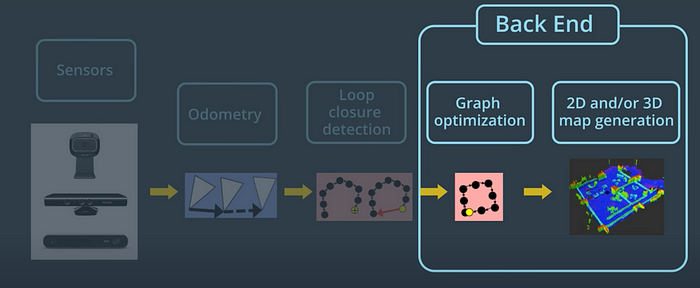 Back End
Sensors
Odometry
Loop
closure
detection
Graph
optimization
2D and/or 3D
map generation